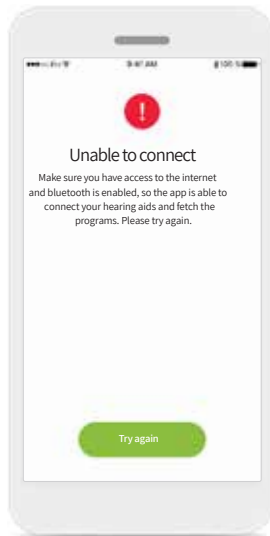 9:41 AM
Unable to connect
Make sure you have access to the internet
and bluetooth is enabled, so the app is able to
connect your hearing aids and fetch the
programs. Please try again.
Try again